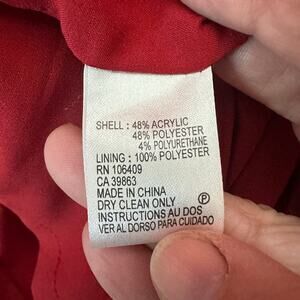 SHELL : 48% ACRYLIC
48% POLYESTER
4% POLYURETHANE
LINING : 100% POLYESTER
RN 106409
CA 39863
MADE IN CHINA
DRY CLEAN ONLY
INSTRUCTIONS AU DOS
VER AL DORSO PARA CUIDADO
P